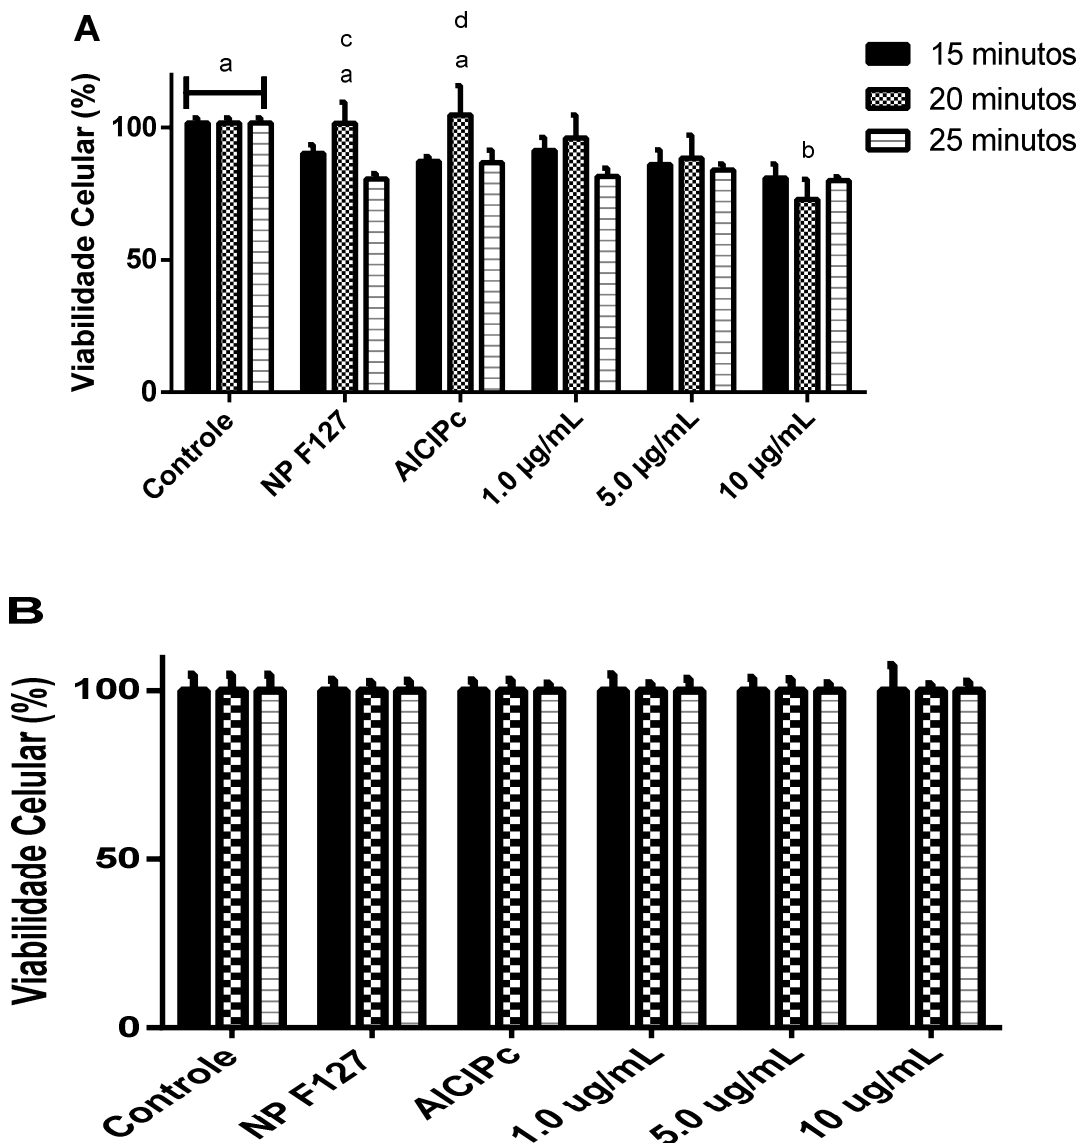 A
d
c
a
a
a
b
15 minutos
20 minutos
25 minutos
Viabilidade Celular (%)
100
50
0
Controle
NP F127
AlClPc
1.0 µg/mL
5.0 µg/mL
10 µg/mL
B
Viabilidade Celular (%)
100
50
0
Controle
NP F127
AlClPc
1.0 ug/mL
5.0 ug/mL
10 ug/mL